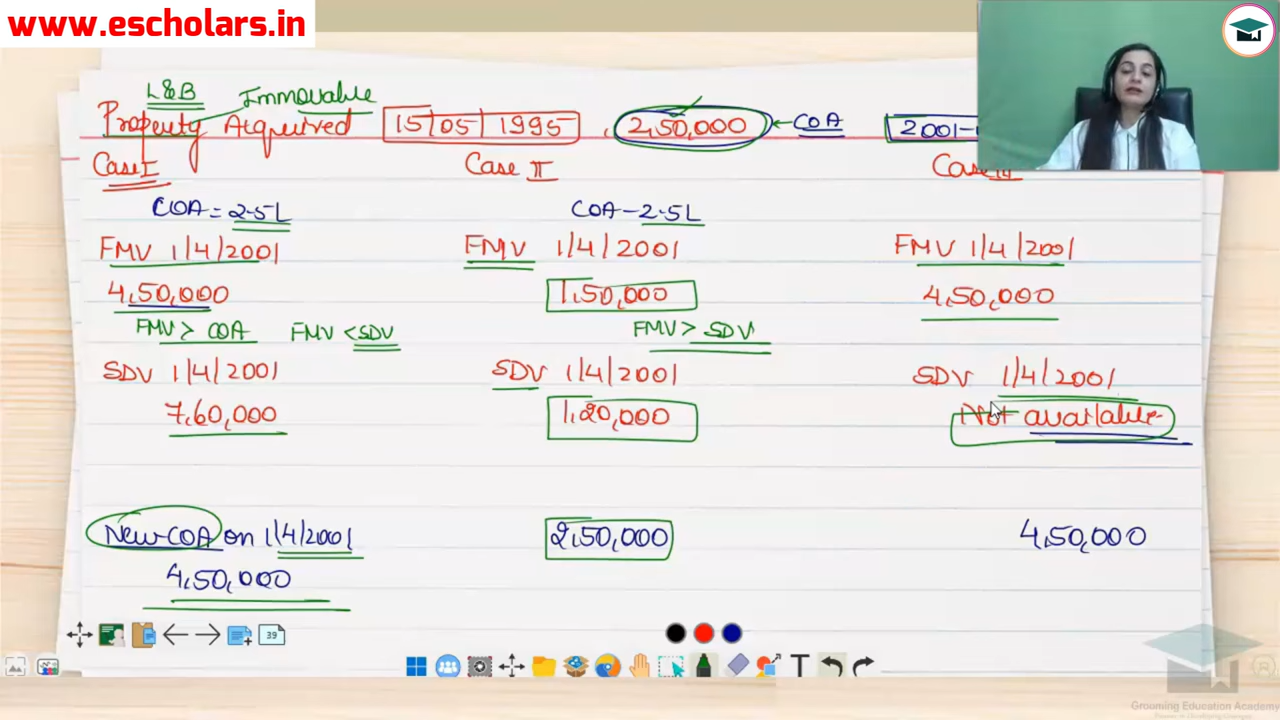 www.escholars.in
L&B Immovable
Property Acquired 15/05/1995, 2,50,000 ← COA 2001-
Case I Case II Case III
COA = 2.5L COA - 2.5L
FMV 1/4/2001 FMV 1/4/2001 FMV 1/4/2001
4,50,000 1,50,000 4,50,000
FMV > COA FMV < SDV FMV > SDV
SDV 1/4/2001 SDV 1/4/2001 SDV 1/4/2001
7,60,000 1,20,000 Not available
New COA on 1/4/2001 2,50,000 4,50,000
4,50,000
39
T
Grooming Education Academy